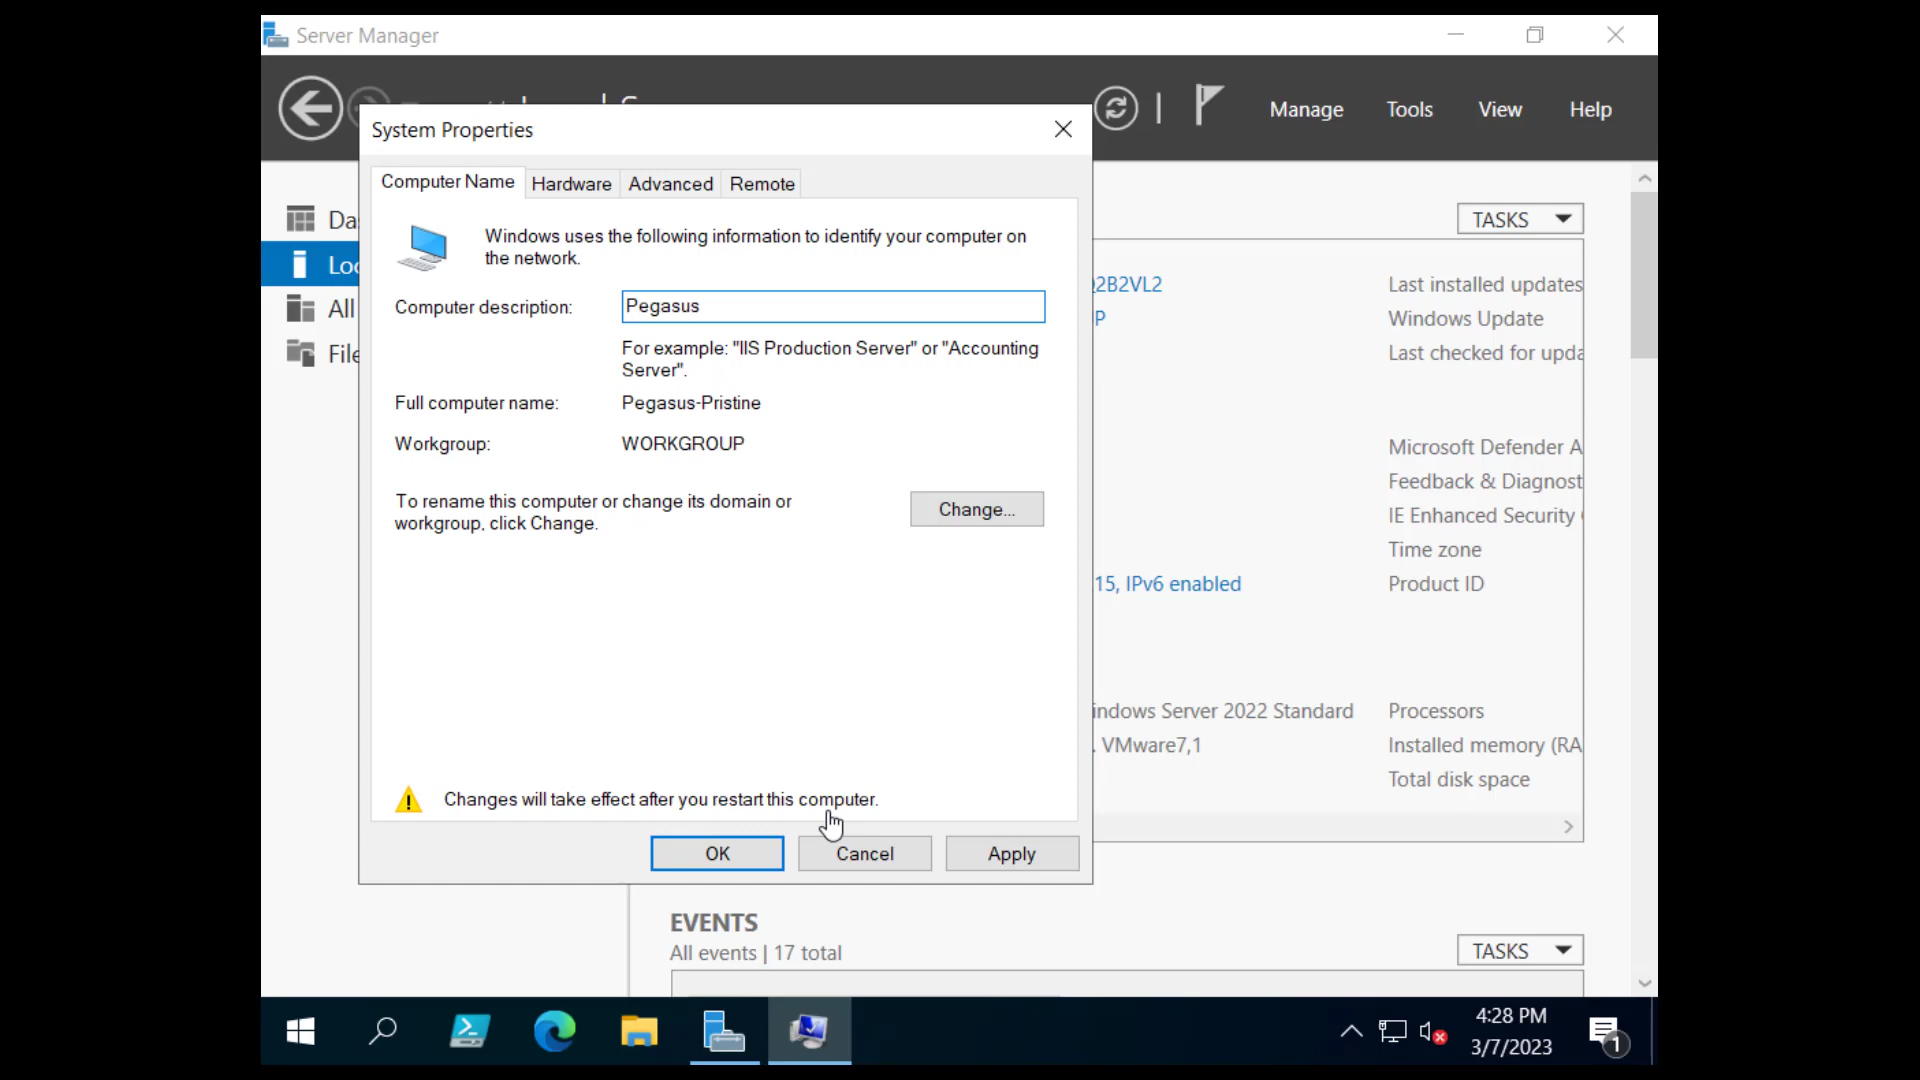 Server Manager
Manage
Tools
View
Help
System Properties
Computer Name
Hardware
Advanced
Remote
TASKS
Windows uses the following information to identify your computer on
the network.
Computer description:
Pegasus
For example: "IIS Production Server" or "Accounting
Server".
Full computer name:
Pegasus-Pristine
Workgroup:
WORKGROUP
To rename this computer or change its domain or
workgroup, click Change.
Change...
Changes will take effect after you restart this computer.
OK
Cancel
Apply
All
2B2VL2
P
15, IPv6 enabled
indows Server 2022 Standard
. VMware7,1
Last installed updates
Windows Update
Last checked for upda
Microsoft Defender A
Feedback & Diagnost
IE Enhanced Security
Time zone
Product ID
Processors
Installed memory (RA
Total disk space
EVENTS
All events | 17 total
TASKS
4:28 PM
3/7/2023
1